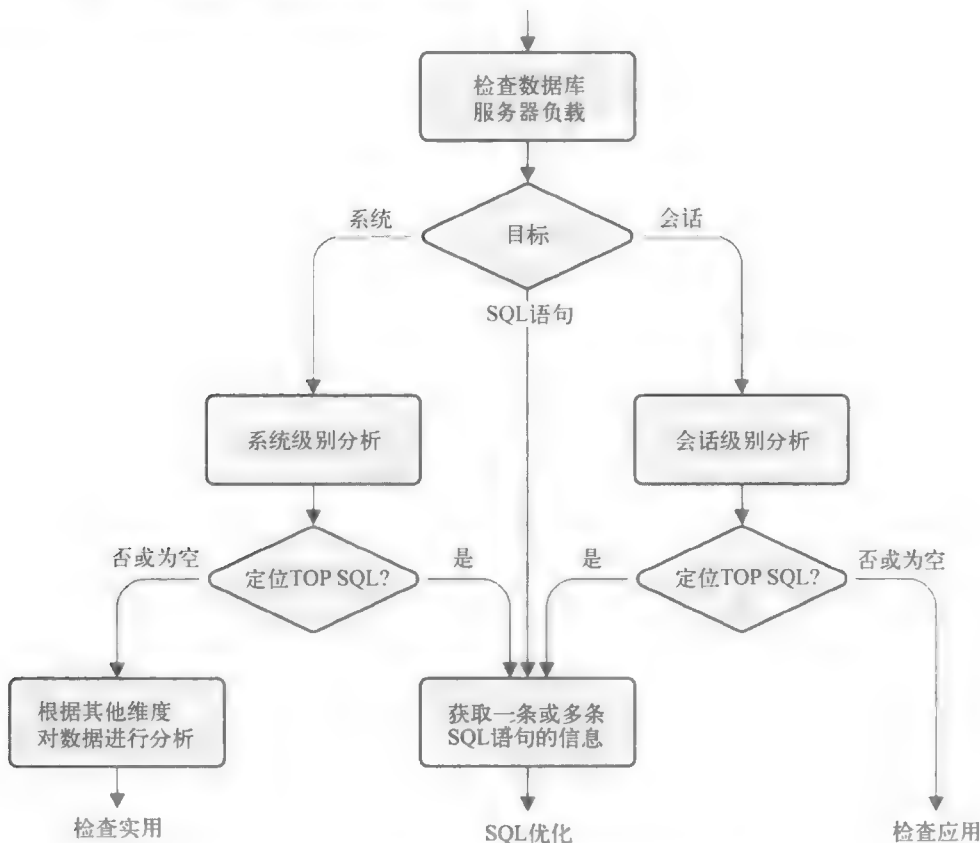 检查数据库
服务器负载
系统
目标
会话
SQL语句
系统级别分析
会话级别分析
否或为空
定位TOP SQL?
是
是
定位TOP SQL?
否或为空
根据其他维度
对数据进行分析
获取一条或多条
SQL语句的信息
检查实用
SQL优化
检查应用